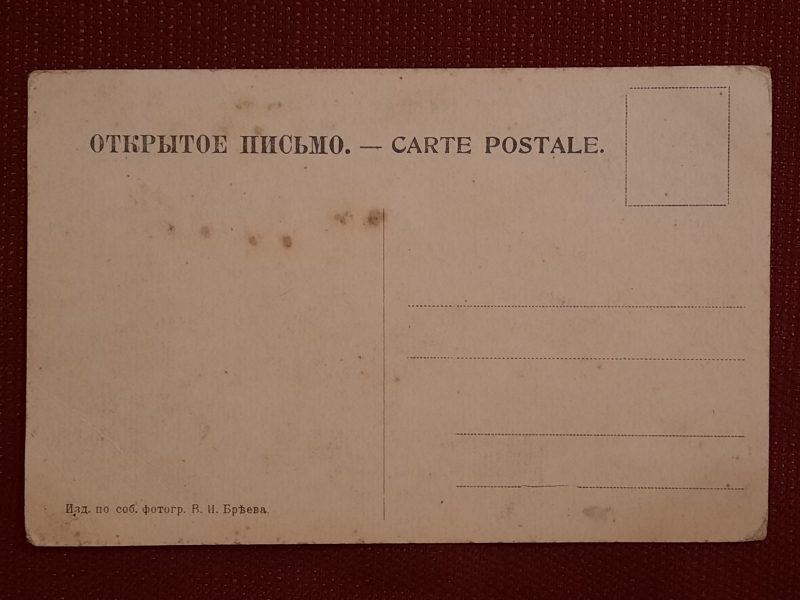 ОТКРЫТОЕ ПИСЬМО. — CARTE POSTALE.
Изд. по соб. фотогр. В. И. Брѣева.